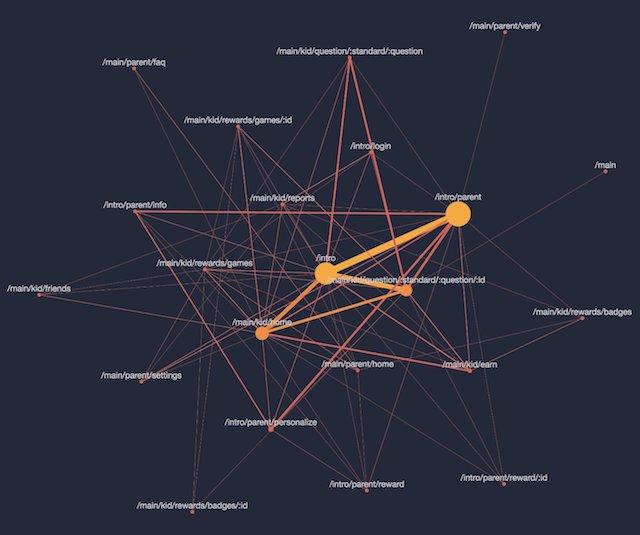 /main/parent/verify
/main/kid/question/:standard/:question
/main/parent/faq
/main/kid/rewards/games/:id
/intro/login
/main
/main/kid/reports
/intro/parent
/intro/parent/info
/intro
/main/kid/rewards/games
/main/kid/question/:standard/:question/:id
/main/kid/friends
/main/kid/rewards/badges
/main/kid/home
/main/parent/home
/main/kid/earn
/main/parent/settings
/intro/parent/personalize
/intro/parent/reward
/intro/parent/reward/:id
/main/kid/rewards/badges/:id